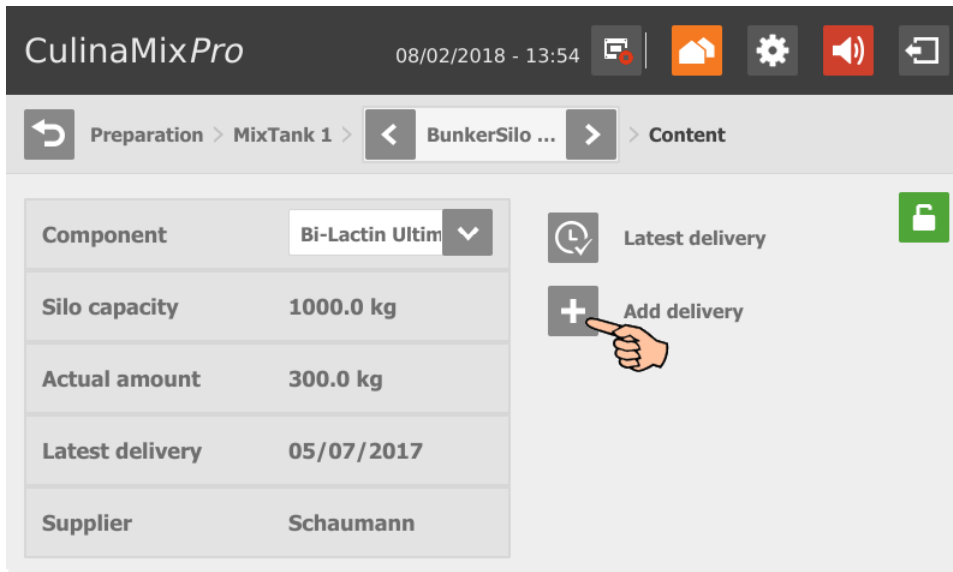 CulinaMixPro 08/02/2018 - 13:54
Preparation > MixTank 1 > BunkerSilo ... > Content
Component Bi-Lactin Ultim
Latest delivery
Silo capacity 1000.0 kg
Add delivery
Actual amount 300.0 kg
Latest delivery 05/07/2017
Supplier Schaumann